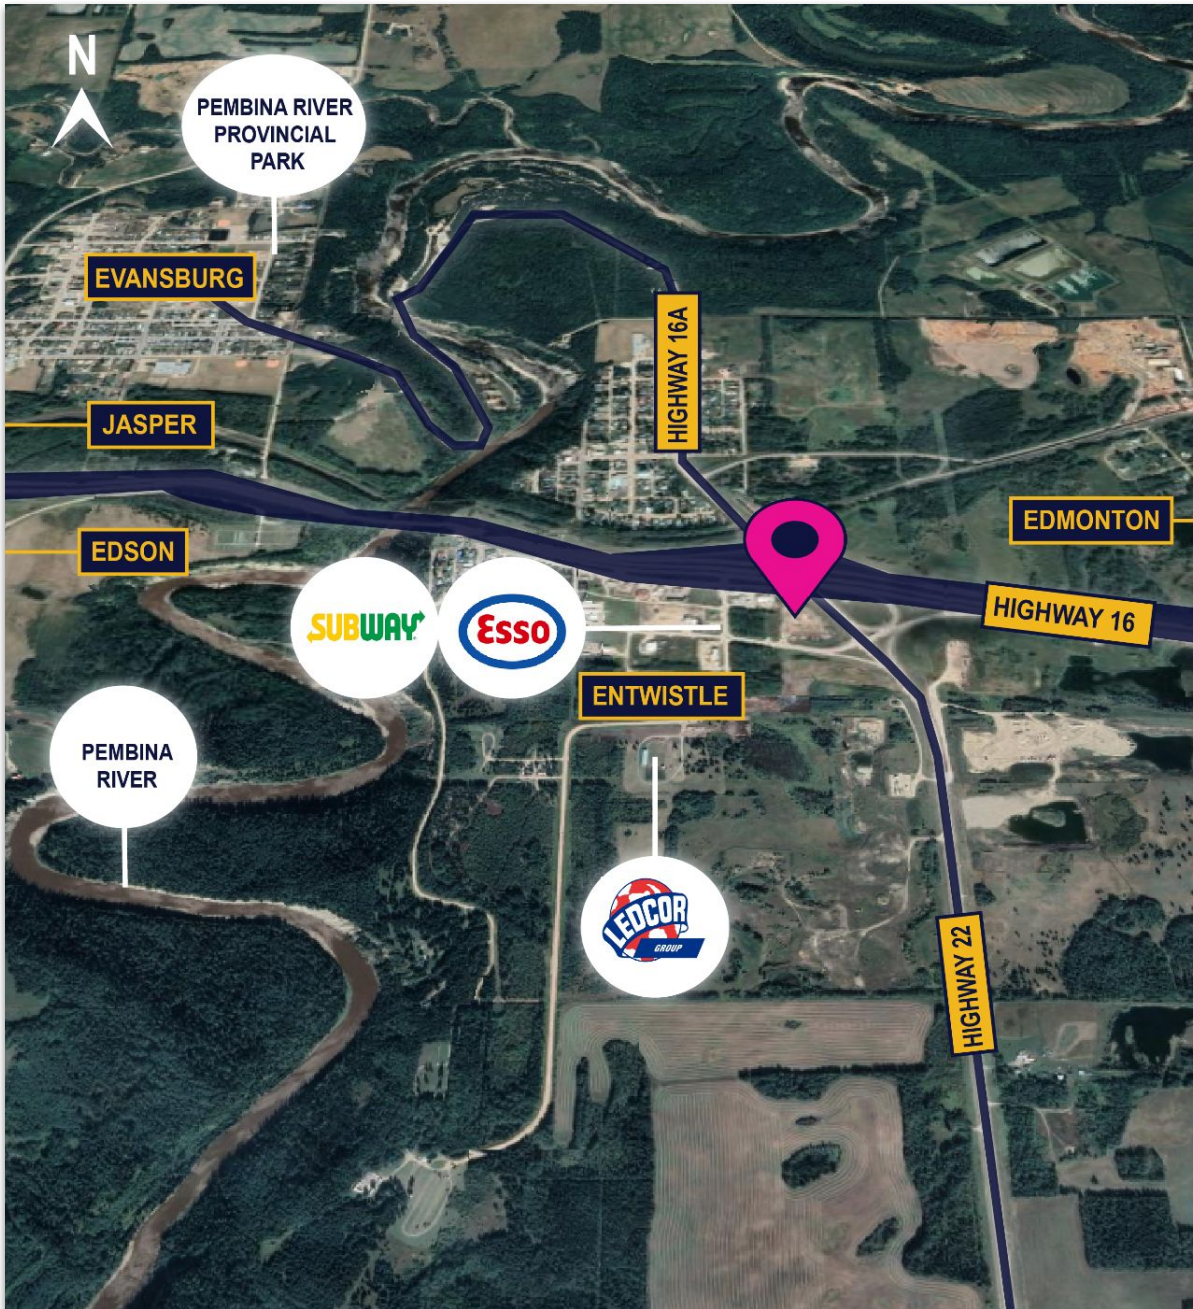 N
PEMBINA RIVER
PROVINCIAL
PARK
EVANSBURG
HIGHWAY 16A
JASPER
EDSON
EDMONTON
HIGHWAY 16
SUBWAY
Esso
ENTWISTLE
PEMBINA
RIVER
LEDCOR
GROUP
HIGHWAY 22